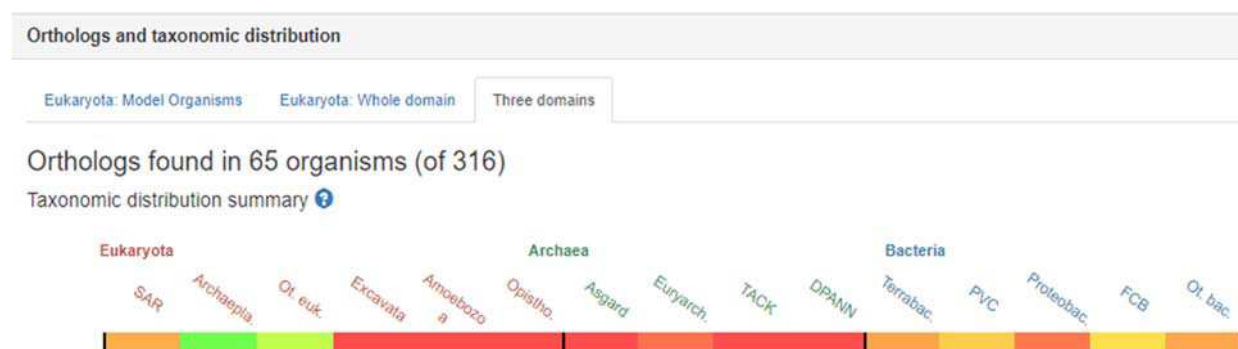 Orthologs and taxonomic distribution
Eukaryota: Model Organisms Eukaryota: Whole domain Three domains
Orthologs found in 65 organisms (of 316)
Taxonomic distribution summary ?
Eukaryota Archaea Bacteria
SAR Archaepla. Ot. euk. Excavata Amoebozo
a Opistho. Asgard Euryarch. TACK DPANN Terrabac. PVC Proteobac. FCB Ot. bac.